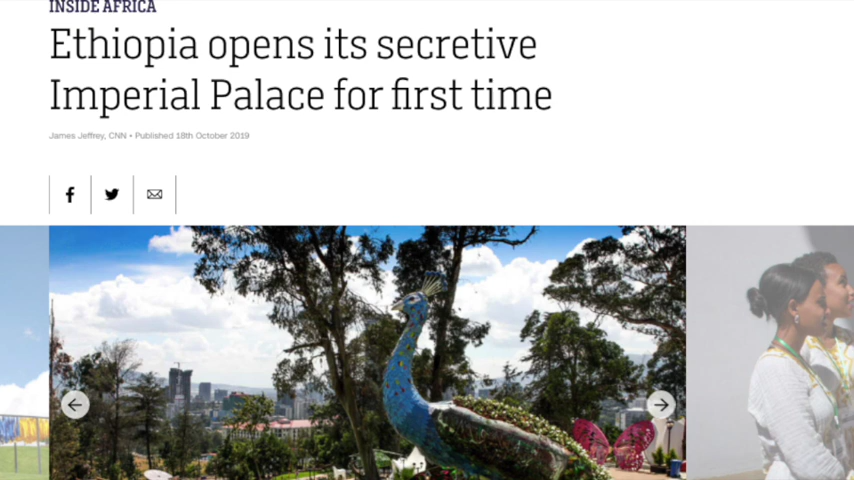 INSIDE AFRICA
Ethiopia opens its secretive
Imperial Palace for first time
James Jeffrey, CNN • Published 18th October 2019